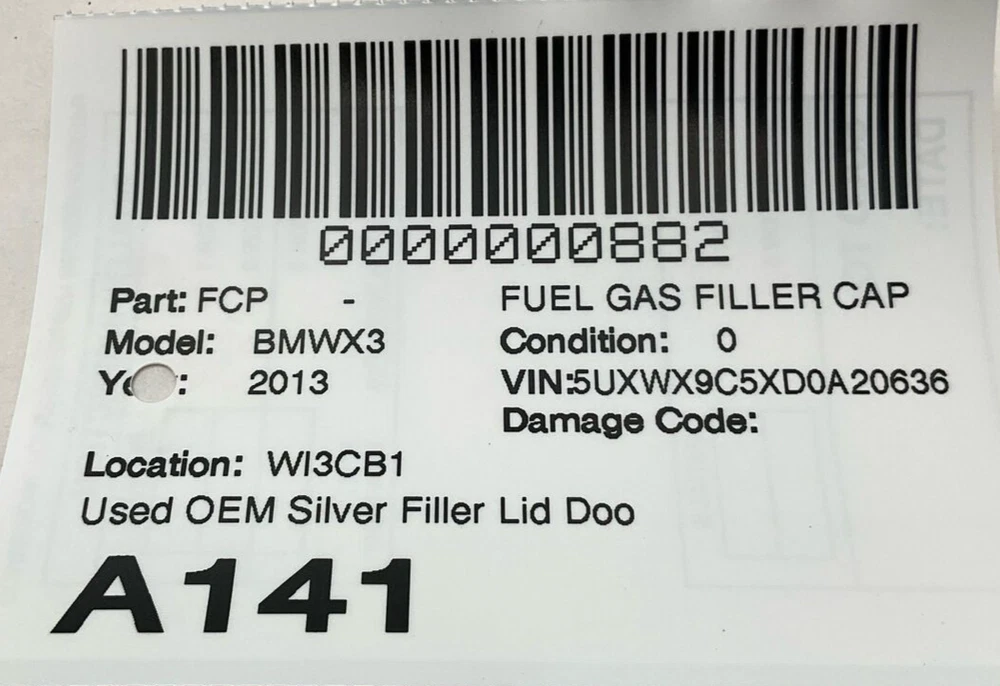 0000000882
Part: FCP - FUEL GAS FILLER CAP
Model: BMWX3 Condition: 0
2013 VIN:5UXWX9C5XD0A20636
Damage Code:
Location: WI3CB1
Used OEM Silver Filler Lid Doo
A141